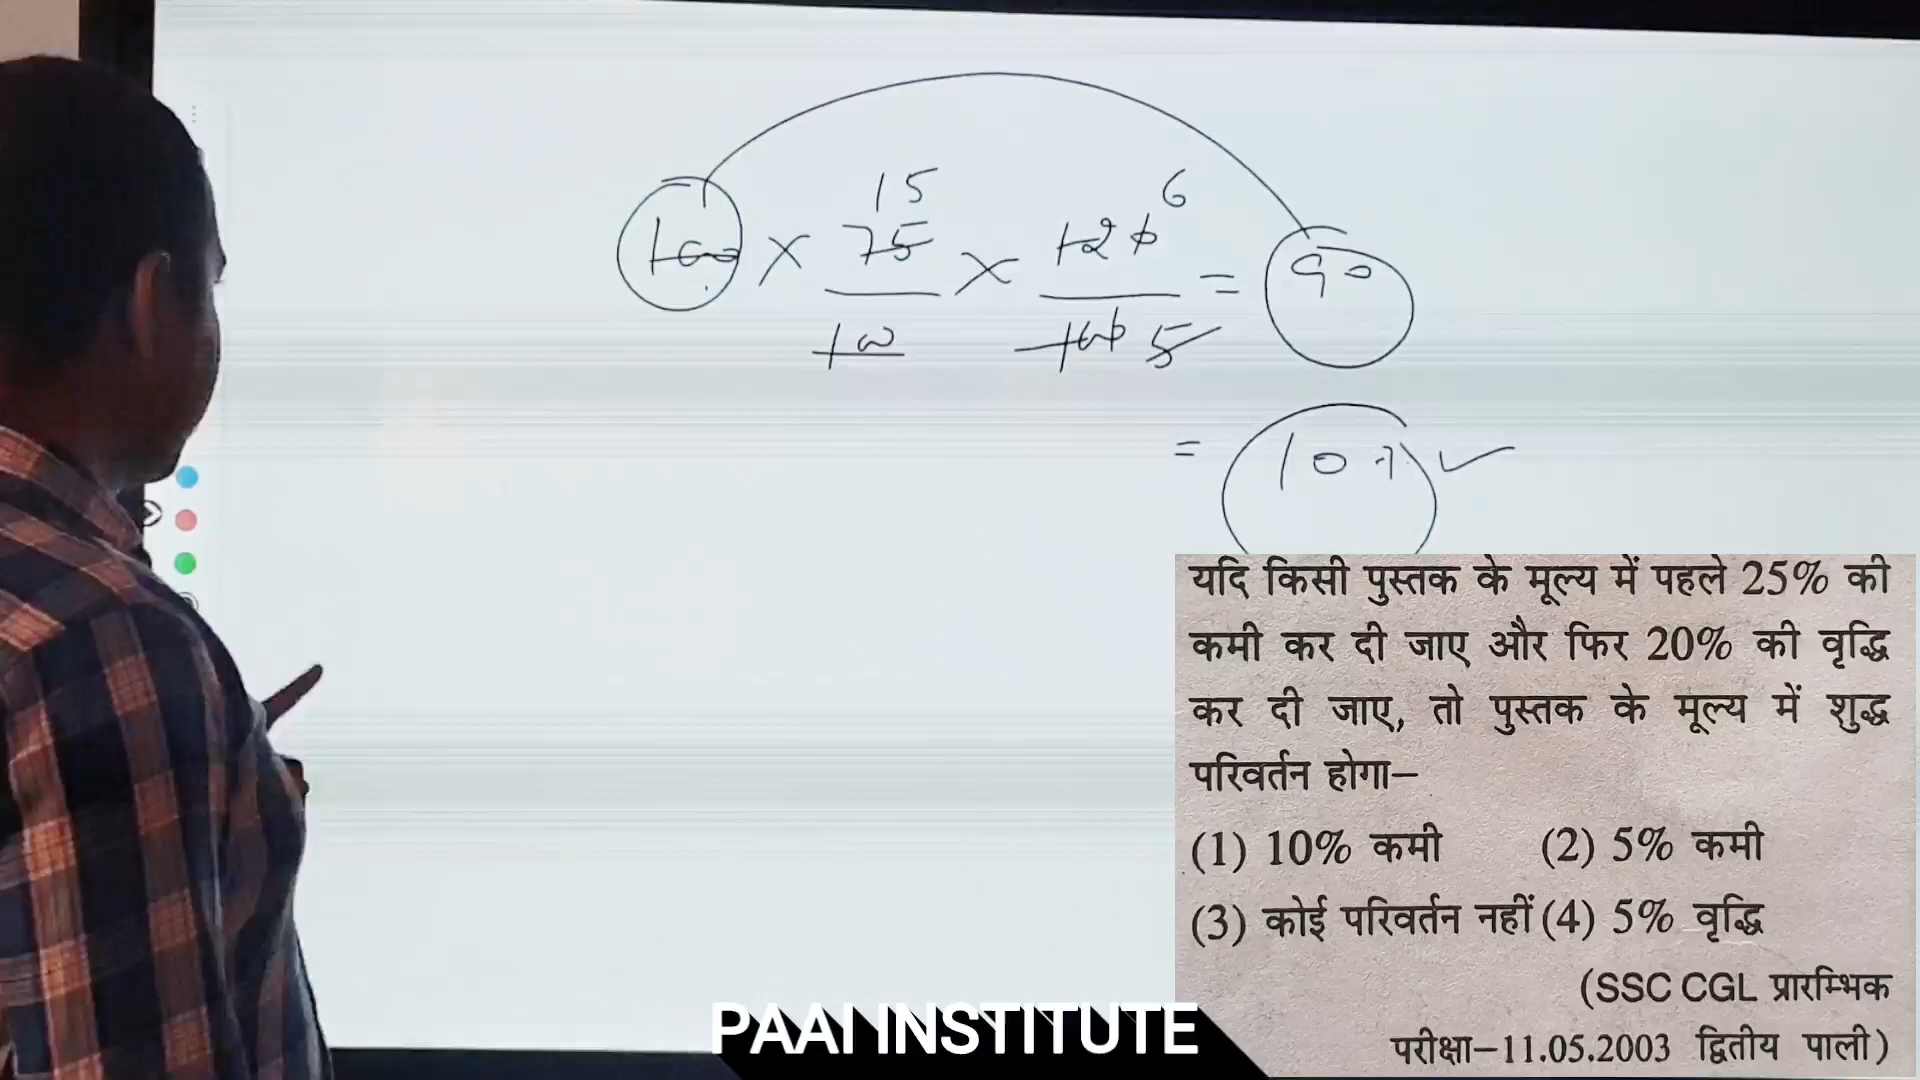 15 6
100 × 75 × 120 = 90
100 100 5
= 10%
यदि किसी पुस्तक के मूल्य में पहले 25% की
कमी कर दी जाए और फिर 20% की वृद्धि
कर दी जाए, तो पुस्तक के मूल्य में शुद्ध
परिवर्तन होगा–
(1) 10% कमी (2) 5% कमी
(3) कोई परिवर्तन नहीं (4) 5% वृद्धि
(SSC CGL प्रारम्भिक
परीक्षा–11.05.2003 द्वितीय पाली)
PAAI INSTITUTE